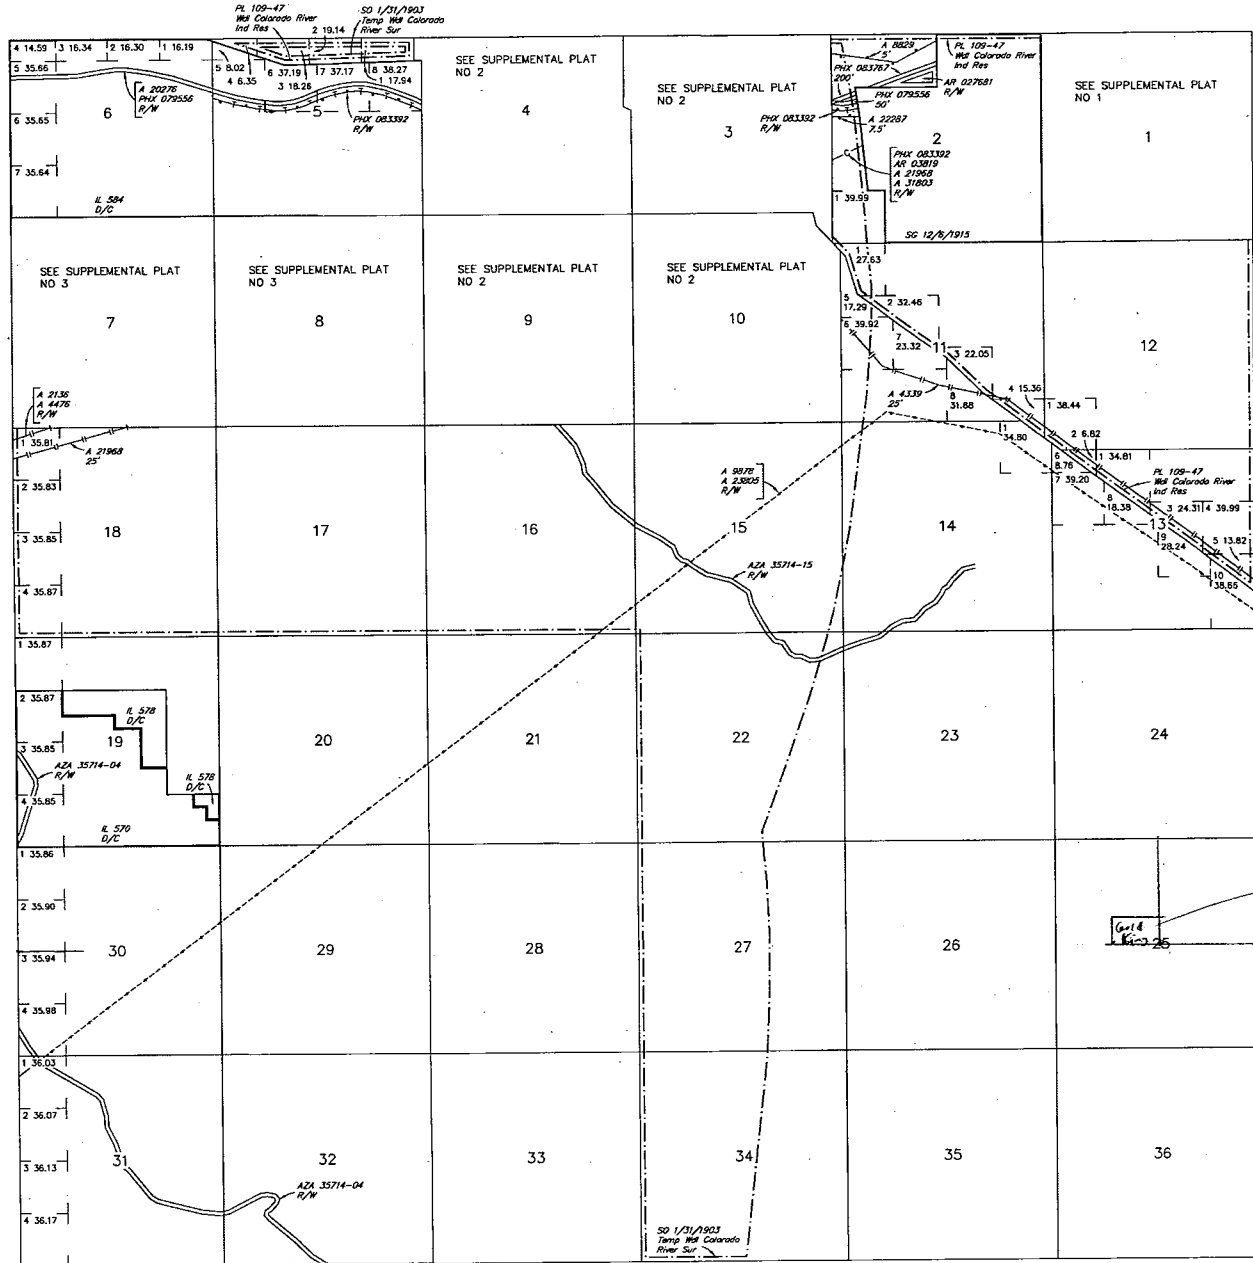 PL 109-47
Wdl Colorado River
Ind Res
SO 1/31/1903
Temp Wdl Colorado
River Sur
2 19.14
4 14.59
3 16.34
2 16.30
1 16.19
5 35.66
5 8.02
4 6.35
6 37.19
3 18.26
7 37.17
8 38.27
1 17.94
A 20276
PHX 079556
R/W
PHX 083392
R/W
6
5
6 35.65
7 35.64
IL 584
D/C
SEE SUPPLEMENTAL PLAT
NO 2
4
SEE SUPPLEMENTAL PLAT
NO 2
3
A 8829
5'
PHX 083767
200'
PL 109-47
Wdl Colorado River
Ind Res
AR 027681
R/W
PHX 079556
50'
PHX 083392
R/W
A 22287
7.5'
2
PHX 083392
AR 03819
A 21968
A 31803
R/W
1 39.99
SG 12/6/1915
SEE SUPPLEMENTAL PLAT
NO 1
1
SEE SUPPLEMENTAL PLAT
NO 3
7
SEE SUPPLEMENTAL PLAT
NO 3
8
SEE SUPPLEMENTAL PLAT
NO 2
9
SEE SUPPLEMENTAL PLAT
NO 2
10
1
27.63
5
17.29
2 32.46
6 39.92
7
23.32
11
3 22.05
8
31.88
4 15.36
A 4339
25'
12
1 38.44
2 6.82
A 2136
A 4476
R/W
1 35.81
A 21968
25'
2 35.83
3 35.85
4 35.87
18
17
16
A 9878
A 23805
R/W
15
AZA 35714-15
R/W
1
34.80
14
6
8.76
1 34.81
7 39.20
PL 109-47
Wdl Colorado River
Ind Res
8
18.38
3 24.31
4 39.99
13
9
28.24
5 13.82
10
38.65
1 35.87
2 35.87
IL 578
D/C
3 35.85
19
AZA 35714-04
R/W
IL 578
D/C
4 35.85
IL 570
D/C
20
21
22
23
24
1 35.86
2 35.90
3 35.94
4 35.98
30
29
28
27
26
Gold
King
25
1 36.03
2 36.07
3 36.13
4 36.17
31
32
AZA 35714-04
R/W
33
34
SO 1/31/1903
Temp Wdl Colorado
River Sur
35
36